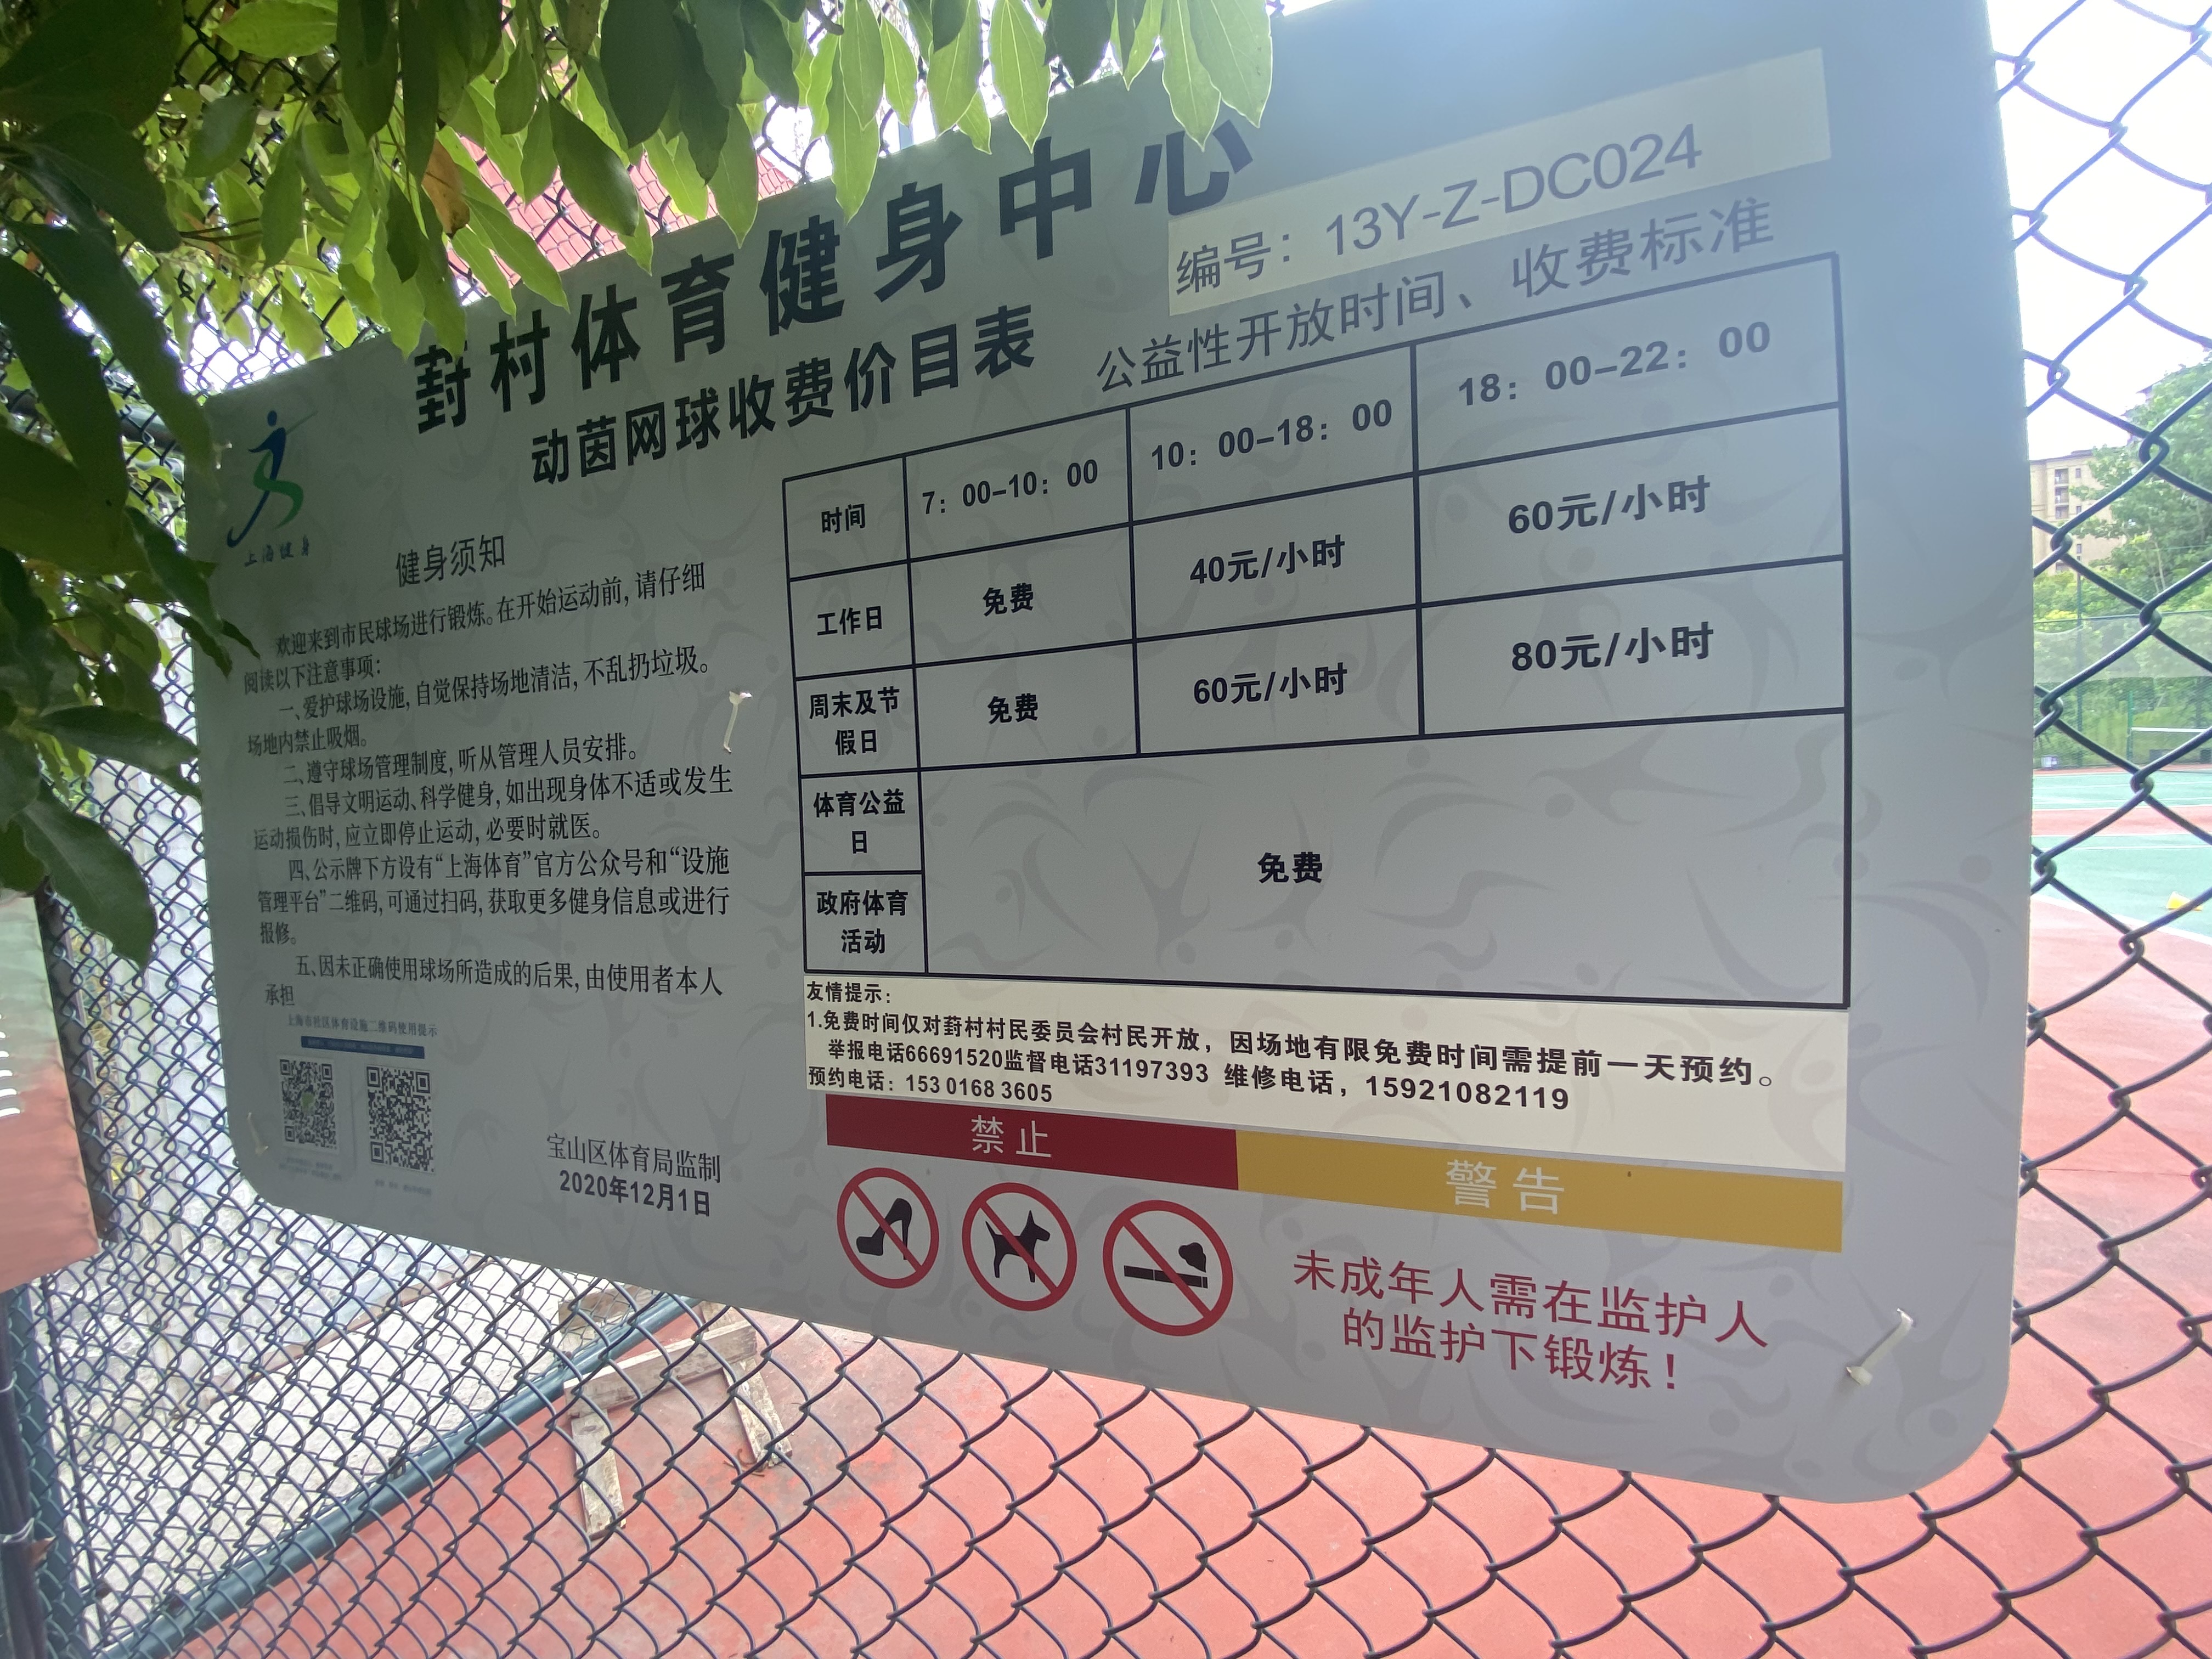 葑村体育健身中心
动茵网球收费价目表
编号：13Y-Z-DC024
公益性开放时间、收费标准
上海健身
健身须知
欢迎来到市民球场进行锻炼。在开始运动前，请仔细
阅读以下注意事项：
一、爱护球场设施，自觉保持场地清洁，不乱扔垃圾。
场地内禁止吸烟。
二、遵守球场管理制度，听从管理人员安排。
三、倡导文明运动、科学健身，如出现身体不适或发生
运动损伤时，应立即停止运动，必要时就医。
四、公示牌下方设有“上海体育”官方公众号和“设施
管理平台”二维码，可通过扫码，获取更多健身信息或进行
报修。
五、因未正确使用球场所造成的后果，由使用者本人
承担
上海市社区体育设施二维码使用提示
宝山区体育局监制
2020年12月1日
时间 7：00-10：00 10：00-18：00 18：00-22：00
工作日 免费 40元/小时 60元/小时
周末及节
假日 免费 60元/小时 80元/小时
体育公益
日
政府体育
活动
免费
友情提示：
1.免费时间仅对葑村村民委员会村民开放，因场地有限免费时间需提前一天预约。
举报电话66691520监督电话31197393 维修电话，15921082119
预约电话：153 0168 3605
禁止
警告
未成年人需在监护人
的监护下锻炼！